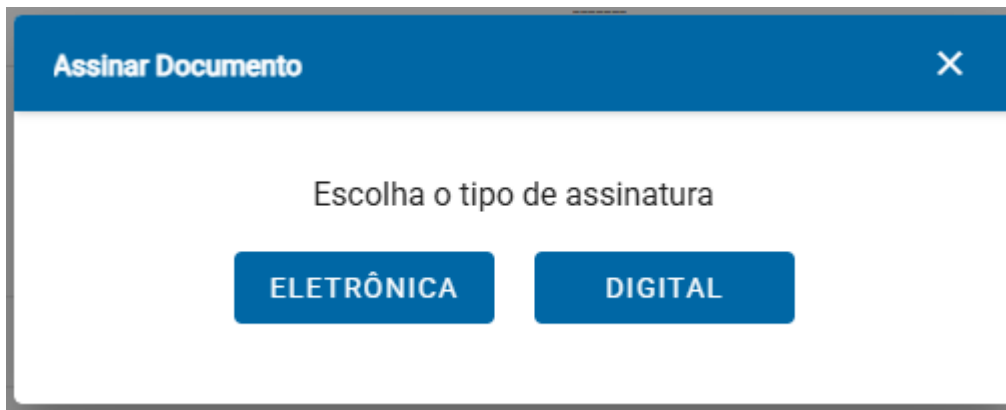 Assinar Documento
Escolha o tipo de assinatura
ELETRÔNICA
DIGITAL